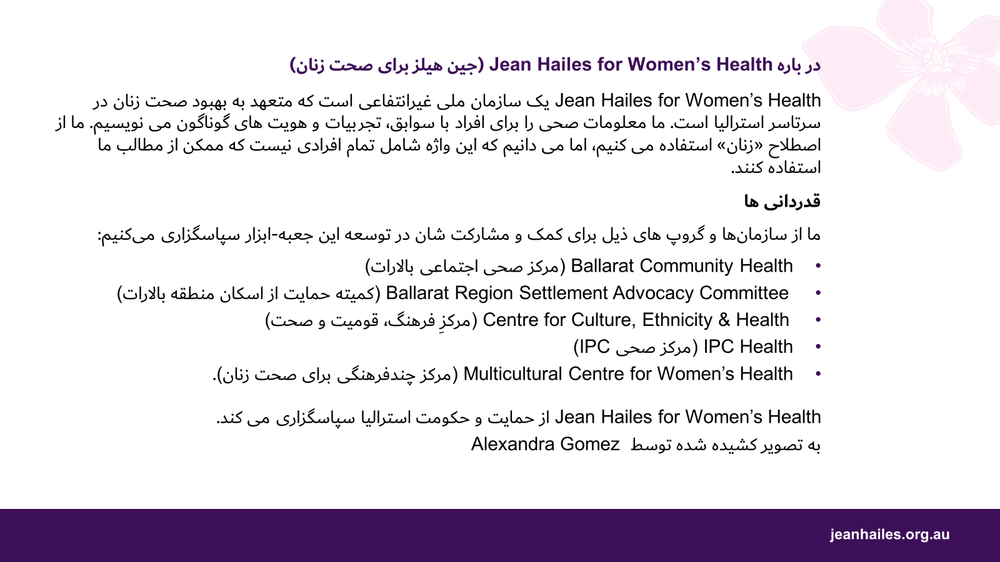 در باره Jean Hailes for Women’s Health (جین هیلز برای صحت زنان)
Jean Hailes for Women’s Health یک سازمان ملی غیرانتفاعی است که متعهد به بهبود صحت زنان در
سرتاسر استرالیا است. ما معلومات صحی را برای افراد با سوابق، تجربیات و هویت های گوناگون می نویسیم. ما از
اصطلاح «زنان» استفاده می کنیم، اما می دانیم که این واژه شامل تمام افرادی نیست که ممکن از مطالب ما
استفاده کنند.
قدردانی ها
ما از سازمان‌ها و گروپ های ذیل برای کمک و مشارکت شان در توسعه این جعبه-ابزار سپاسگزاری می‌کنیم:
• Ballarat Community Health (مرکز صحی اجتماعی بالارات)
• Ballarat Region Settlement Advocacy Committee (کمیته حمایت از اسکان منطقه بالارات)
• Centre for Culture, Ethnicity & Health (مرکزِ فرهنگ، قومیت و صحت)
• IPC Health (مرکز صحی IPC)
• Multicultural Centre for Women’s Health (مرکز چندفرهنگی برای صحت زنان).
Jean Hailes for Women’s Health از حمایت و حکومت استرالیا سپاسگزاری می کند.
به تصویر کشیده شده توسط Alexandra Gomez
jeanhailes.org.au